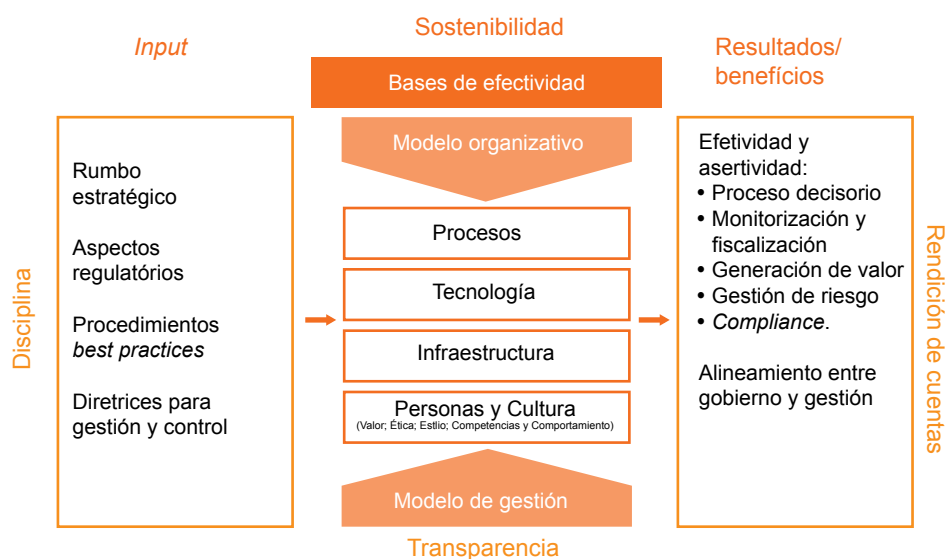 Sostenibilidad
Input
Resultados/
benefícios
Bases de efectividad
Modelo organizativo
Disciplina
Rumbo
estratégico
Aspectos
regulatórios
Procedimientos
best practices
Diretrices para
gestión y control
Procesos
Tecnología
Infraestructura
Personas y Cultura
(Valor; Ética; Estlio; Competencias y Comportamiento)
Modelo de gestión
Efetividad y
asertividad:
• Proceso decisorio
• Monitorización y
fiscalización
• Generación de valor
• Gestión de riesgo
• Compliance.
Alineamiento entre
gobierno y gestión
Rendición de cuentas
Transparencia